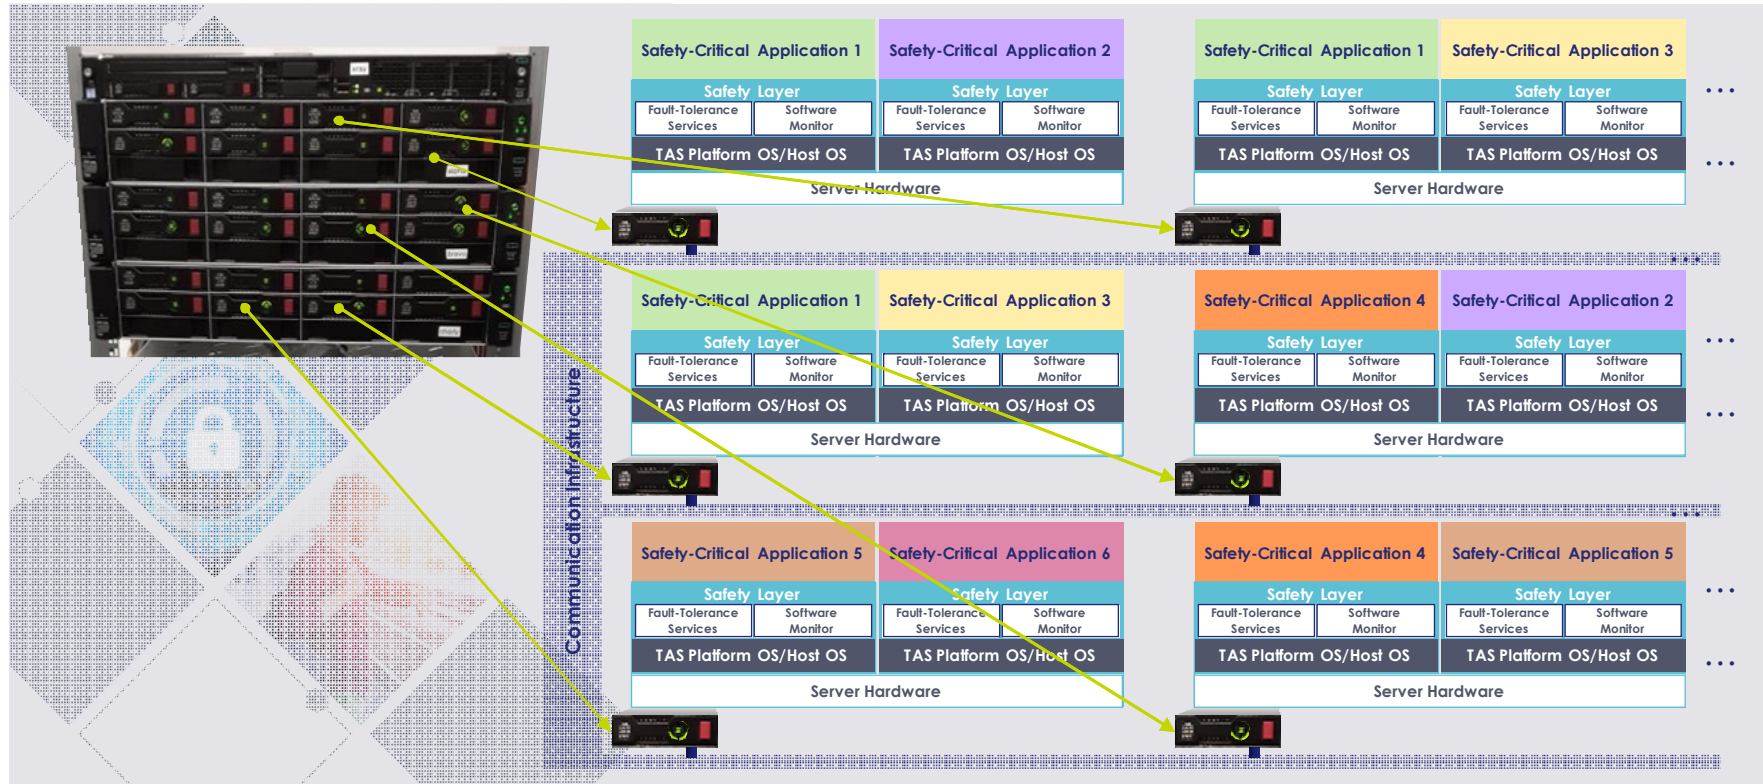 Safety-Critical Application 1
Safety-Critical Application 2
Safety-Critical Application 1
Safety-Critical Application 3
Safety Layer
Safety Layer
Safety Layer
Safety Layer
...
Fault-Tolerance Services
Software Monitor
Fault-Tolerance Services
Software Monitor
Fault-Tolerance Services
Software Monitor
Fault-Tolerance Services
Software Monitor
TAS Platform OS/Host OS
TAS Platform OS/Host OS
TAS Platform OS/Host OS
TAS Platform OS/Host OS
...
Server Hardware
Server Hardware
...
Communication Infrastucture
Safety-Critical Application 1
Safety-Critical Application 3
Safety-Critical Application 4
Safety-Critical Application 2
Safety Layer
Safety Layer
Safety Layer
Safety Layer
...
Fault-Tolerance Services
Software Monitor
Fault-Tolerance Services
Software Monitor
Fault-Tolerance Services
Software Monitor
Fault-Tolerance Services
Software Monitor
TAS Platform OS/Host OS
TAS Platform OS/Host OS
TAS Platform OS/Host OS
TAS Platform OS/Host OS
...
Server Hardware
Server Hardware
...
Safety-Critical Application 5
Safety-Critical Application 6
Safety-Critical Application 4
Safety-Critical Application 5
Safety Layer
Safety Layer
Safety Layer
Safety Layer
...
Fault-Tolerance Services
Software Monitor
Fault-Tolerance Services
Software Monitor
Fault-Tolerance Services
Software Monitor
Fault-Tolerance Services
Software Monitor
TAS Platform OS/Host OS
TAS Platform OS/Host OS
TAS Platform OS/Host OS
TAS Platform OS/Host OS
...
Server Hardware
Server Hardware